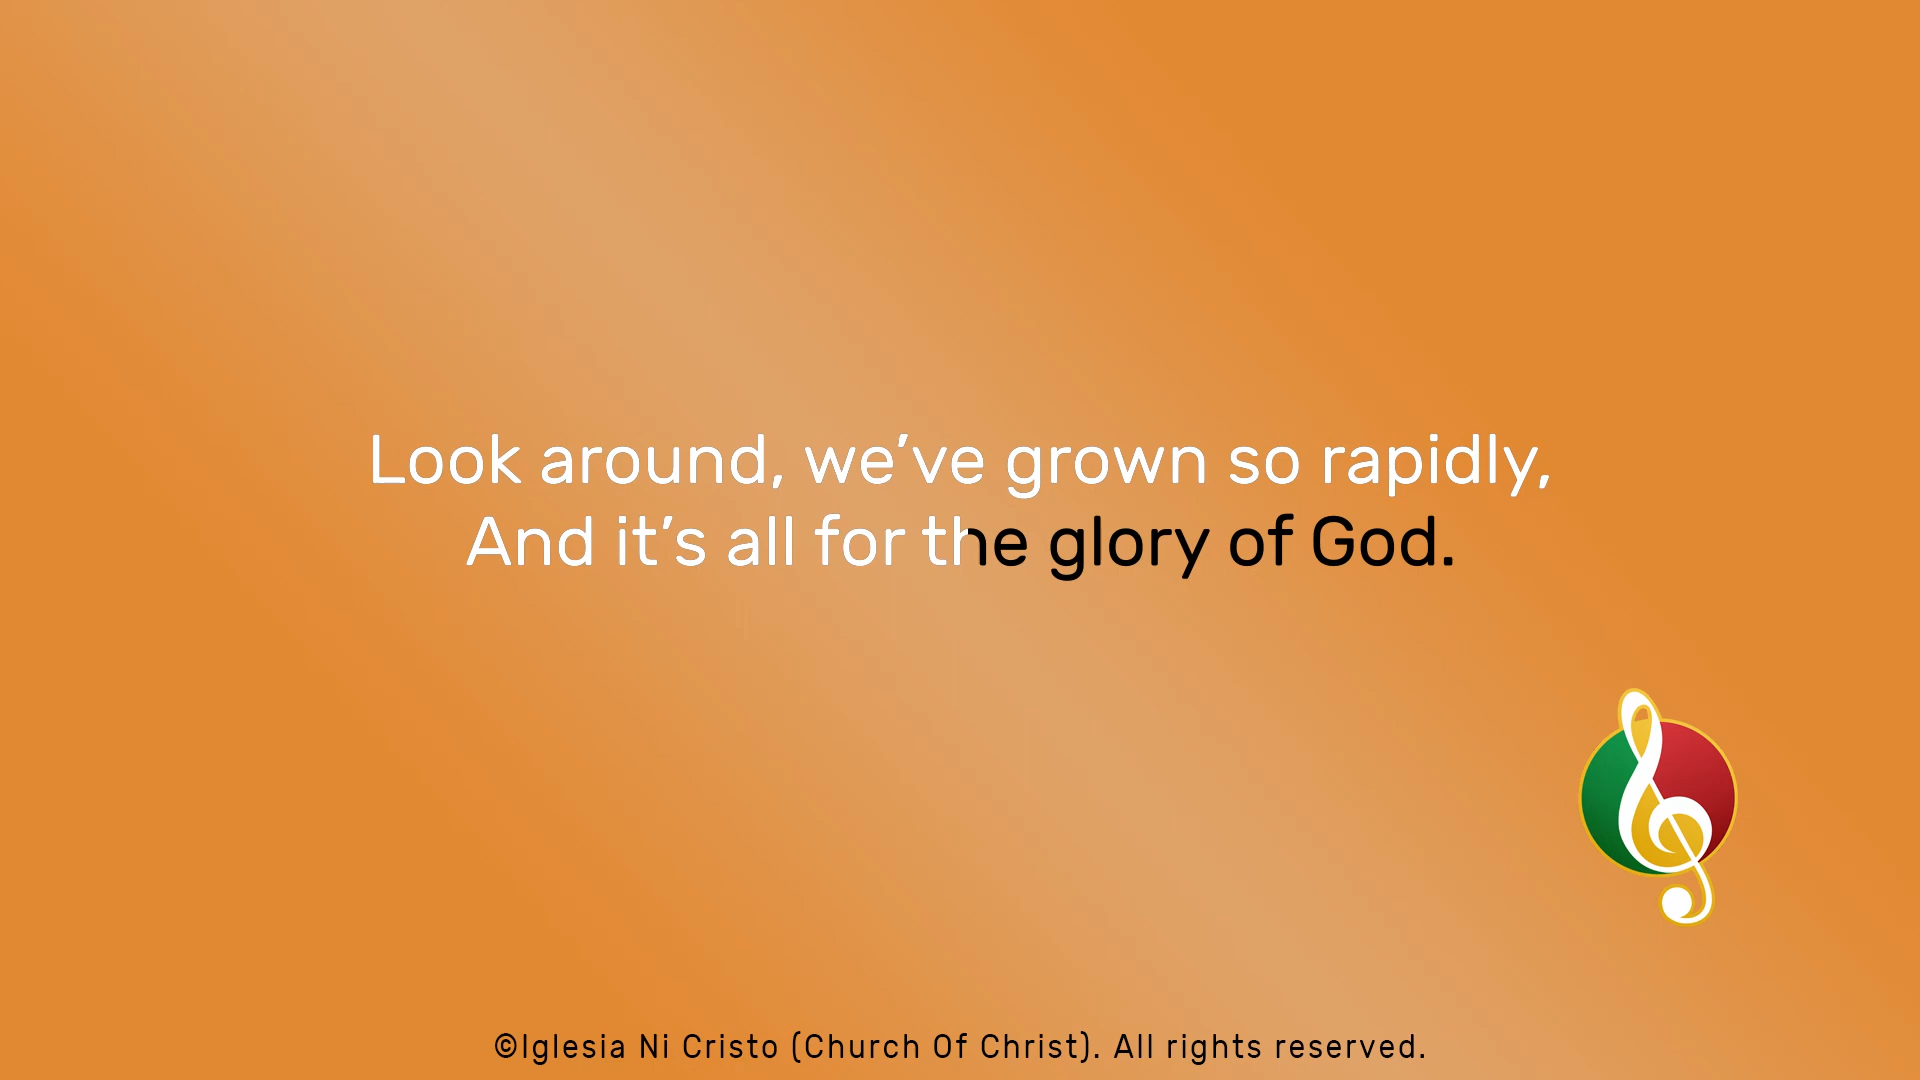 Look around, we've grown so rapidly,
And it's all for the glory of God.
©Iglesia Ni Cristo (Church Of Christ). All rights reserved.